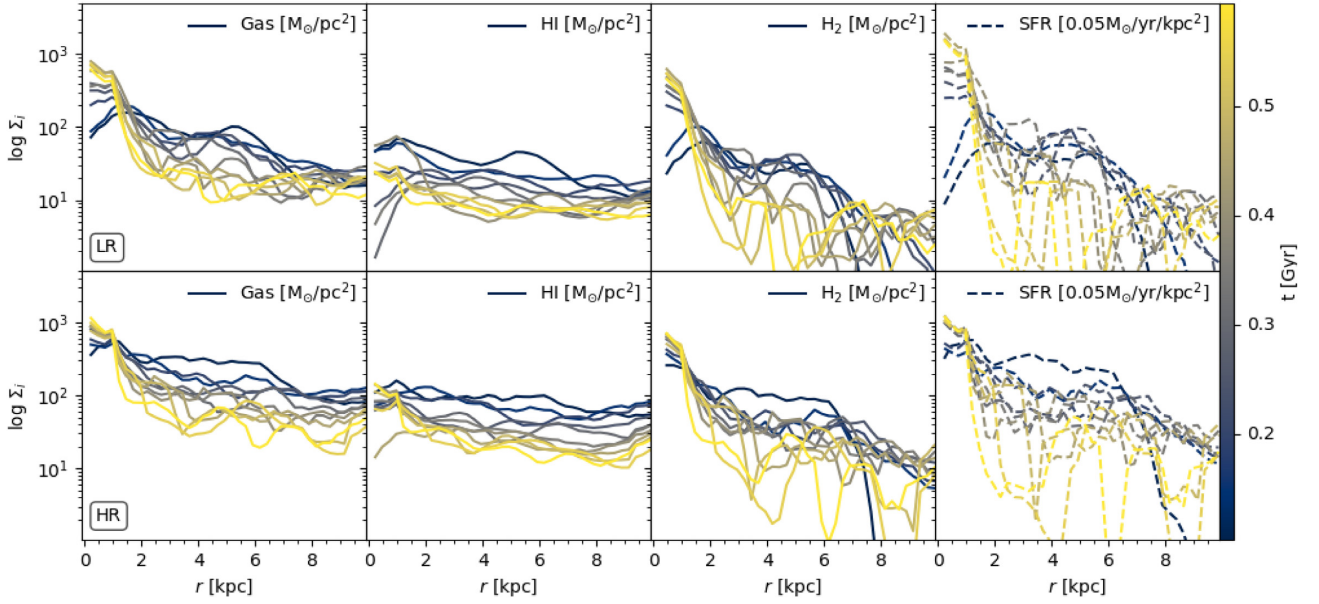 Gas [M⊙/pc²]
HI [M⊙/pc²]
H₂ [M⊙/pc²]
SFR [0.05M⊙/yr/kpc²]
log Σᵢ
10³
10²
10¹
LR
Gas [M⊙/pc²]
HI [M⊙/pc²]
H₂ [M⊙/pc²]
SFR [0.05M⊙/yr/kpc²]
log Σᵢ
10³
10²
10¹
HR
0 2 4 6 8
0 2 4 6 8
0 2 4 6 8
0 2 4 6 8
r [kpc]
r [kpc]
r [kpc]
r [kpc]
0.5
0.4
0.3
0.2
t [Gyr]